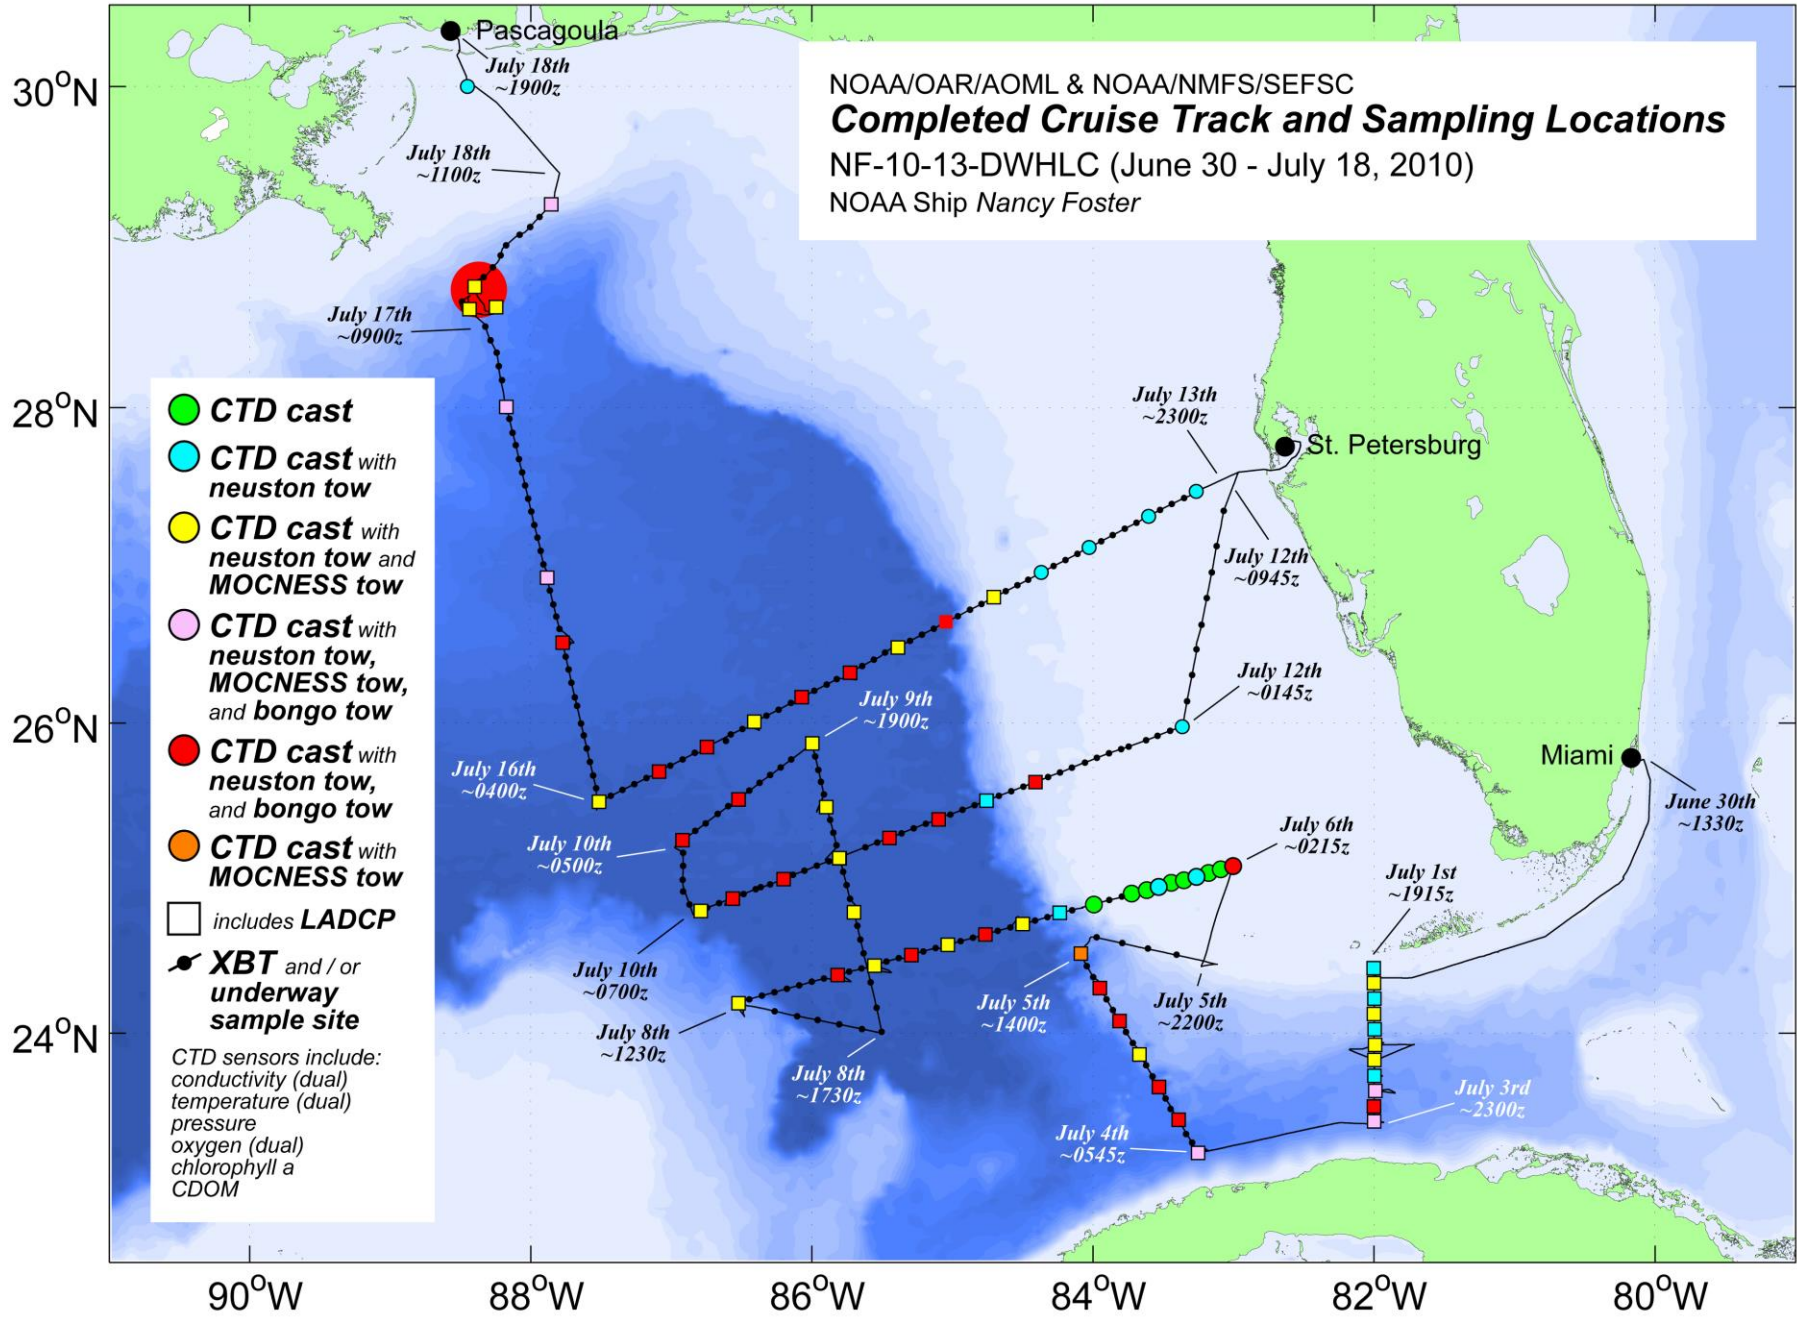 Pascagoula
July 18th
~1900z
NOAA/OAR/AOML & NOAA/NMFS/SEFSC
Completed Cruise Track and Sampling Locations
NF-10-13-DWHLC (June 30 - July 18, 2010)
NOAA Ship Nancy Foster
30°N
July 18th
~1100z
July 17th
~0900z
28°N
CTD cast
CTD cast with
neuston tow
CTD cast with
neuston tow and
MOCNESS tow
CTD cast with
neuston tow,
MOCNESS tow,
and bongo tow
CTD cast with
neuston tow,
and bongo tow
CTD cast with
MOCNESS tow
includes LADCP
XBT and / or
underway
sample site
CTD sensors include:
conductivity (dual)
temperature (dual)
pressure
oxygen (dual)
chlorophyll a
CDOM
July 13th
~2300z
St. Petersburg
July 12th
~0945z
July 12th
~0145z
26°N
July 9th
~1900z
July 16th
~0400z
Miami
June 30th
~1330z
July 10th
~0500z
July 6th
~0215z
July 1st
~1915z
July 10th
~0700z
July 5th
~1400z
July 5th
~2200z
24°N
July 8th
~1230z
July 8th
~1730z
July 3rd
~2300z
July 4th
~0545z
90°W
88°W
86°W
84°W
82°W
80°W